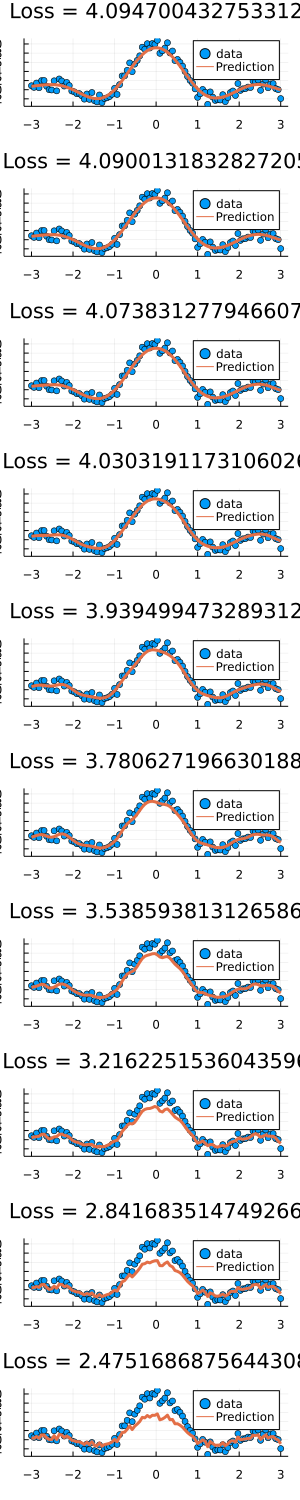 Loss = 4.094700432753312
data
Prediction
−3 −2 −1 0 1 2 3
Loss = 4.090013183282720
data
Prediction
−3 −2 −1 0 1 2 3
Loss = 4.073831277946607
data
Prediction
−3 −2 −1 0 1 2 3
Loss = 4.030319117310602
data
Prediction
−3 −2 −1 0 1 2 3
Loss = 3.939499473289312
data
Prediction
−3 −2 −1 0 1 2 3
Loss = 3.780627196630188
data
Prediction
−3 −2 −1 0 1 2 3
Loss = 3.538593813126586
data
Prediction
−3 −2 −1 0 1 2 3
Loss = 3.216225153604359
data
Prediction
−3 −2 −1 0 1 2 3
Loss = 2.841683514749266
data
Prediction
−3 −2 −1 0 1 2 3
Loss = 2.475168687564430
data
Prediction
−3 −2 −1 0 1 2 3